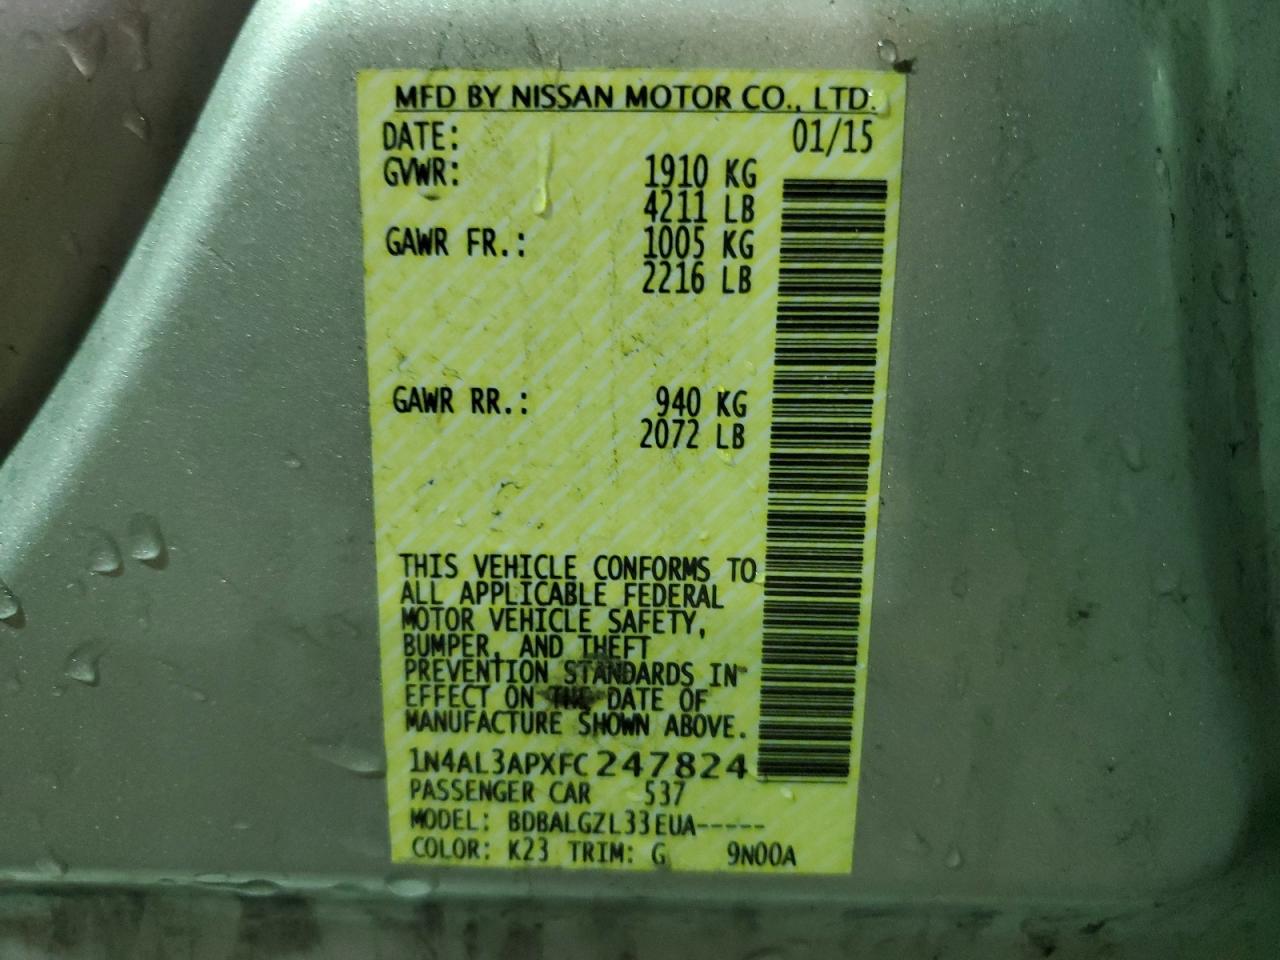 MFD BY NISSAN MOTOR CO., LTD.
DATE: 01/15
GVWR: 1910 KG
4211 LB
GAWR FR.: 1005 KG
2216 LB
GAWR RR.: 940 KG
2072 LB
THIS VEHICLE CONFORMS TO
ALL APPLICABLE FEDERAL
MOTOR VEHICLE SAFETY,
BUMPER, AND THEFT
PREVENTION STANDARDS IN
EFFECT ON THE DATE OF
MANUFACTURE SHOWN ABOVE.
1N4AL3APXFC247824
PASSENGER CAR 537
MODEL: BDBALGZL33EUA-----
COLOR: K23 TRIM: G 9N00A